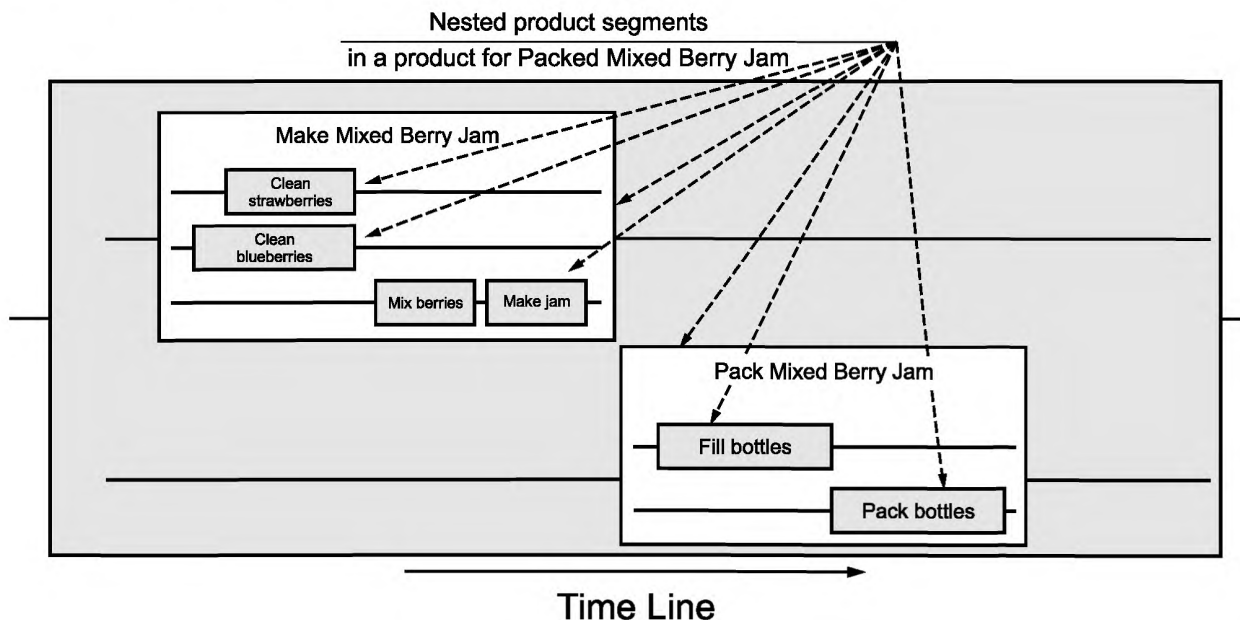 Nested product segments
in a product for Packed Mixed Berry Jam
Make Mixed Berry Jam
Clean
strawberries
Clean
blueberries
Mix berries
Make jam
Pack Mixed Berry Jam
Fill bottles
Pack bottles
Time Line